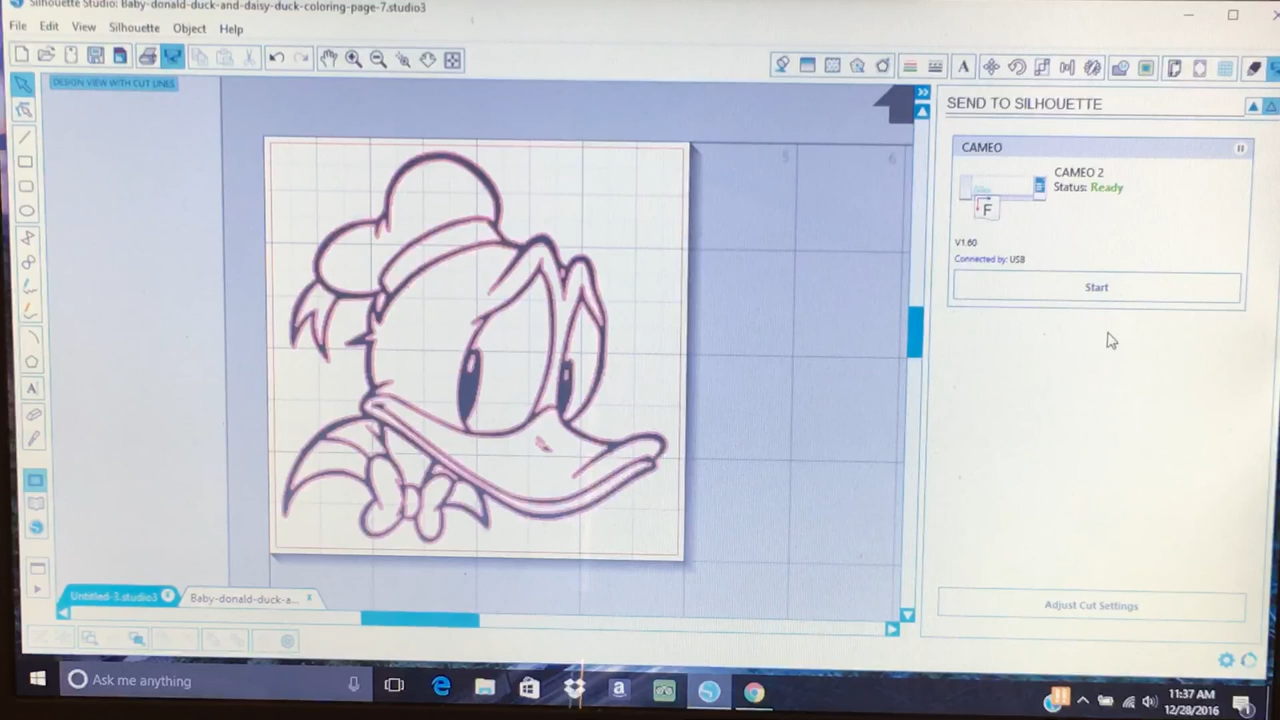 Silhouette Studio: Baby-donald-duck-and-daisy-duck-coloring-page-7.studio3
File Edit View Silhouette Object Help
A
DESIGN VIEW WITH CUT LINES
SEND TO SILHOUETTE
CAMEO
CAMEO 2
Status: Ready
F
V1.60
Connected by: USB
Start
5
6
A
Adjust Cut Settings
Untitled-3.studio3
Baby-donald-duck-a...
Ask me anything
a
11:37 AM
12/28/2016